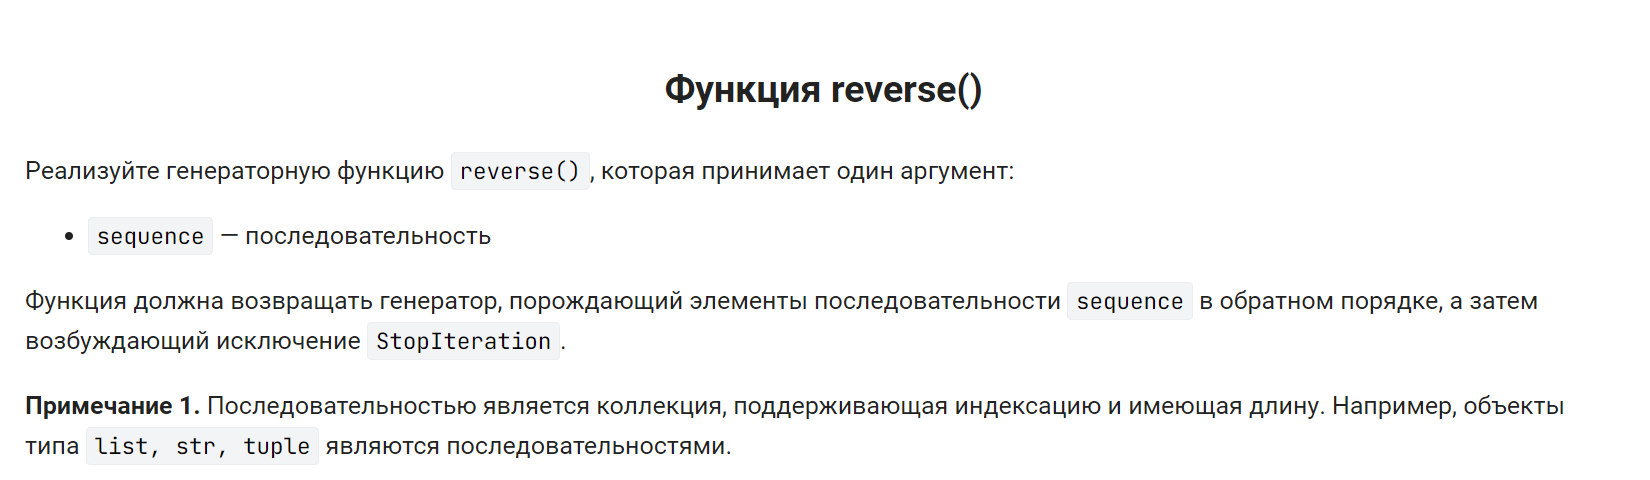 Функция reverse()
Реализуйте генераторную функцию reverse(), которая принимает один аргумент:
• sequence — последовательность
Функция должна возвращать генератор, порождающий элементы последовательности sequence в обратном порядке, а затем
возбуждающий исключение StopIteration.
Примечание 1. Последовательностью является коллекция, поддерживающая индексацию и имеющая длину. Например, объекты
типа list, str, tuple являются последовательностями.